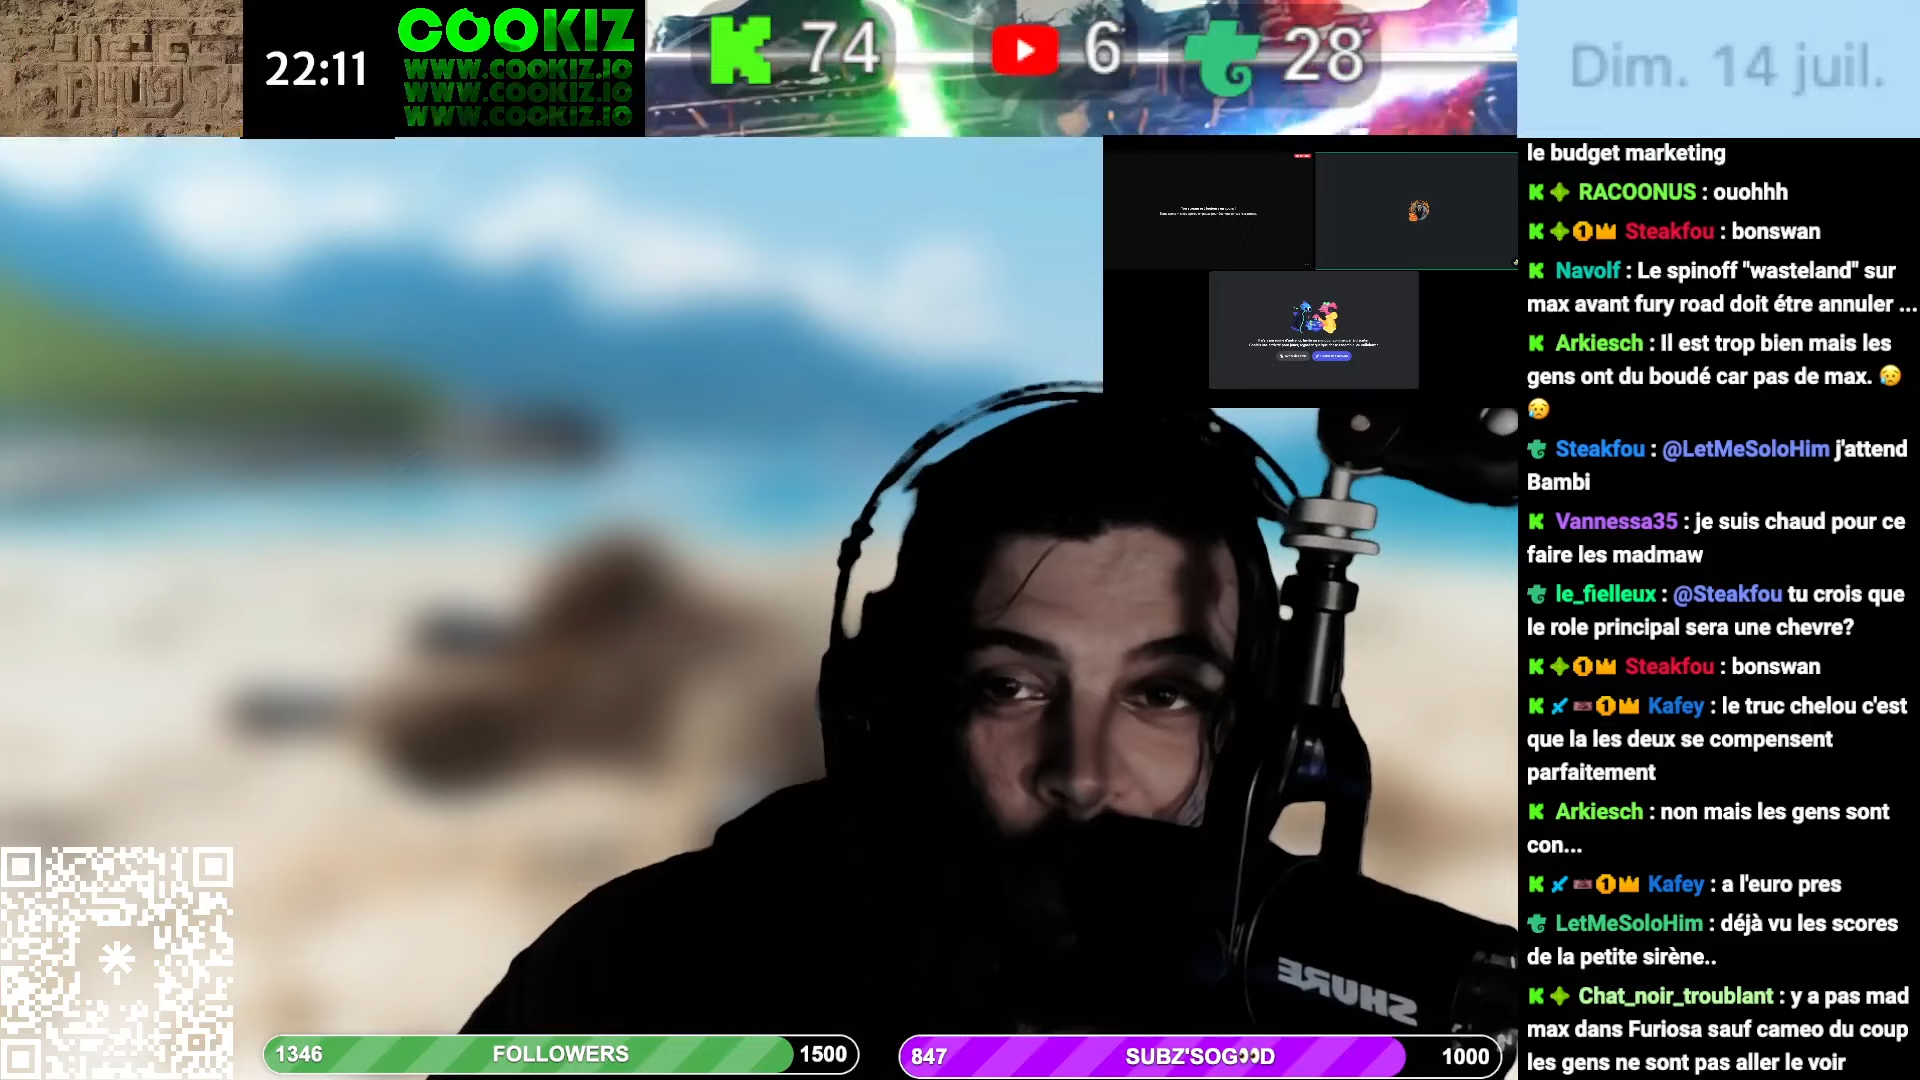 22:11
COOKIZ
WWW.COOKIZ.IO
WWW.COOKIZ.IO
WWW.COOKIZ.IO
74
6
28
Dim. 14 juil.
le budget marketing
RACOONUS : ouohhh
Steakfou : bonswan
Navolf : Le spinoff "wasteland" sur
max avant fury road doit étre annuler ...
Arkiesch : Il est trop bien mais les
gens ont du boudé car pas de max. 😥
😥
Steakfou : @LetMeSoloHim j'attend
Bambi
Vannessa35 : je suis chaud pour ce
faire les madmaw
le_fielleux : @Steakfou tu crois que
le role principal sera une chevre?
Steakfou : bonswan
Kafey : le truc chelou c'est
que la les deux se compensent
parfaitement
Arkiesch : non mais les gens sont
con...
Kafey : a l'euro pres
LetMeSoloHim : déjà vu les scores
de la petite sirène..
Chat_noir_troublant : y a pas mad
max dans Furiosa sauf cameo du coup
les gens ne sont pas aller le voir
SHURE
1346 FOLLOWERS 1500
847 SUBZ'SOG👀D 1000